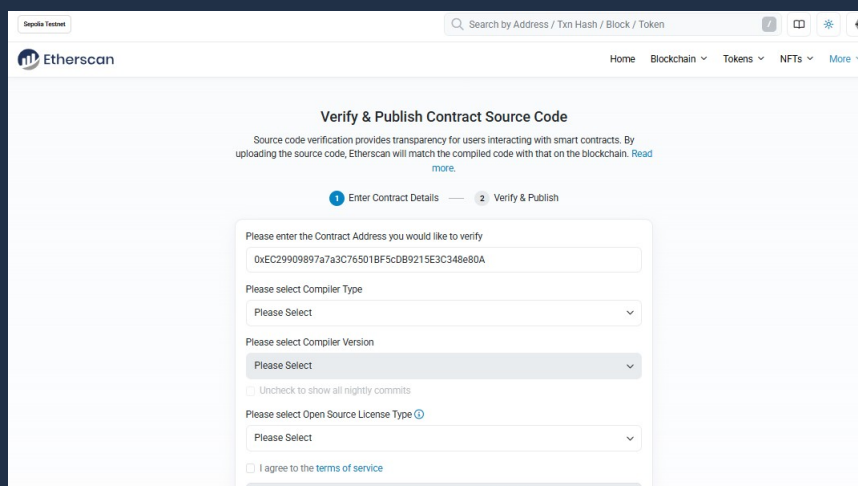 Sepolia Testnet
Search by Address / Txn Hash / Block / Token
/
Etherscan
Home Blockchain Tokens NFTs More
Verify & Publish Contract Source Code
Source code verification provides transparency for users interacting with smart contracts. By
uploading the source code, Etherscan will match the compiled code with that on the blockchain. Read
more.
1 Enter Contract Details — 2 Verify & Publish
Please enter the Contract Address you would like to verify
0xEC29909897a7a3C76501BF5cDB9215E3C348e80A
Please select Compiler Type
Please Select
Please select Compiler Version
Please Select
Uncheck to show all nightly commits
Please select Open Source License Type
Please Select
I agree to the terms of service